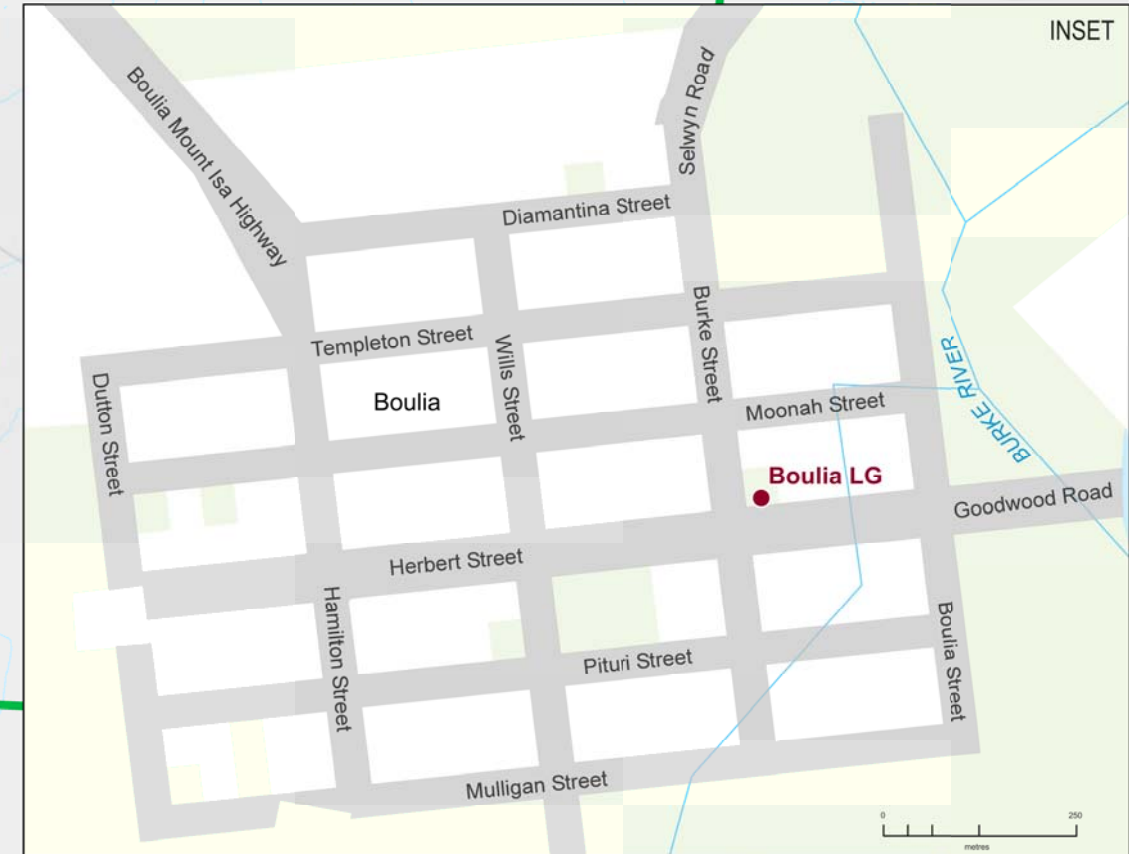 INSET
Boulia Mount Isa Highway
Selwyn Road
Diamantina Street
Templeton Street
Wills Street
Burke Street
Dutton Street
Boulia
Moonah Street
BURKE RIVER
Boulia LG
Goodwood Road
Herbert Street
Hamilton Street
Pituri Street
Boulia Street
Mulligan Street
0 250
metres